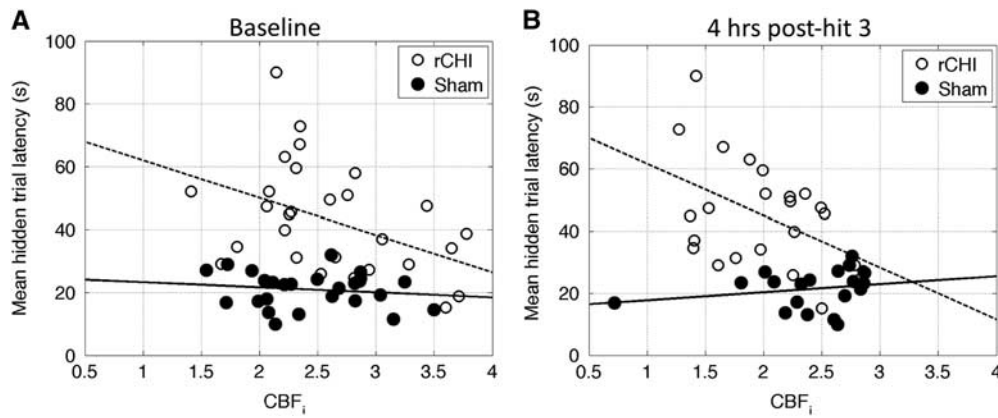 A
Baseline
Mean hidden trial latency (s)
100
80
60
40
20
0
rCHI
Sham
0.5 1 1.5 2 2.5 3 3.5 4
CBFi
B
4 hrs post-hit 3
Mean hidden trial latency (s)
100
80
60
40
20
0
rCHI
Sham
0.5 1 1.5 2 2.5 3 3.5 4
CBFi